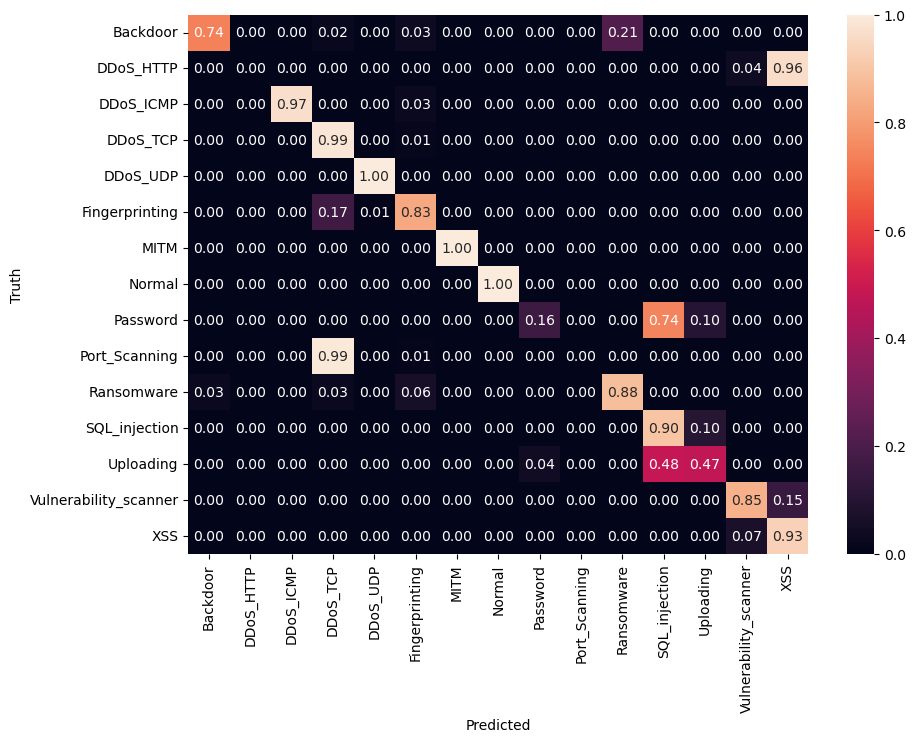 Backdoor 0.74 0.00 0.00 0.02 0.00 0.03 0.00 0.00 0.00 0.00 0.21 0.00 0.00 0.00 0.00
DDoS_HTTP 0.00 0.00 0.00 0.00 0.00 0.00 0.00 0.00 0.00 0.00 0.00 0.00 0.00 0.04 0.96
DDoS_ICMP 0.00 0.00 0.97 0.00 0.00 0.03 0.00 0.00 0.00 0.00 0.00 0.00 0.00 0.00 0.00
DDoS_TCP 0.00 0.00 0.00 0.99 0.00 0.01 0.00 0.00 0.00 0.00 0.00 0.00 0.00 0.00 0.00
DDoS_UDP 0.00 0.00 0.00 0.00 1.00 0.00 0.00 0.00 0.00 0.00 0.00 0.00 0.00 0.00 0.00
Fingerprinting 0.00 0.00 0.00 0.17 0.01 0.83 0.00 0.00 0.00 0.00 0.00 0.00 0.00 0.00 0.00
MITM 0.00 0.00 0.00 0.00 0.00 0.00 1.00 0.00 0.00 0.00 0.00 0.00 0.00 0.00 0.00
Normal 0.00 0.00 0.00 0.00 0.00 0.00 0.00 1.00 0.00 0.00 0.00 0.00 0.00 0.00 0.00
Password 0.00 0.00 0.00 0.00 0.00 0.00 0.00 0.00 0.16 0.00 0.00 0.74 0.10 0.00 0.00
Port_Scanning 0.00 0.00 0.00 0.99 0.00 0.01 0.00 0.00 0.00 0.00 0.00 0.00 0.00 0.00 0.00
Ransomware 0.03 0.00 0.00 0.03 0.00 0.06 0.00 0.00 0.00 0.00 0.88 0.00 0.00 0.00 0.00
SQL_injection 0.00 0.00 0.00 0.00 0.00 0.00 0.00 0.00 0.00 0.00 0.00 0.90 0.10 0.00 0.00
Uploading 0.00 0.00 0.00 0.00 0.00 0.00 0.00 0.00 0.04 0.00 0.00 0.48 0.47 0.00 0.00
Vulnerability_scanner 0.00 0.00 0.00 0.00 0.00 0.00 0.00 0.00 0.00 0.00 0.00 0.00 0.00 0.85 0.15
XSS 0.00 0.00 0.00 0.00 0.00 0.00 0.00 0.00 0.00 0.00 0.00 0.00 0.00 0.07 0.93
Truth
Backdoor
DDoS_HTTP
DDoS_ICMP
DDoS_TCP
DDoS_UDP
Fingerprinting
MITM
Normal
Password
Port_Scanning
Ransomware
SQL_injection
Uploading
Vulnerability_scanner
XSS
Predicted
1.0
0.8
0.6
0.4
0.2
0.0